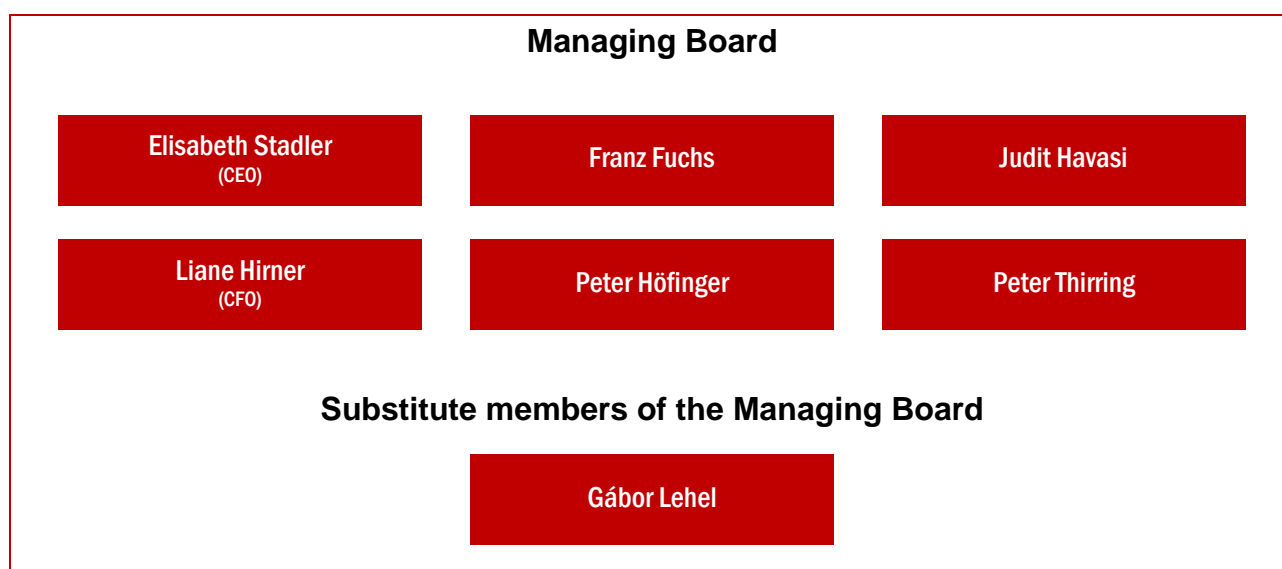 Managing Board
Elisabeth Stadler
(CEO)
Franz Fuchs
Judit Havasi
Liane Hirner
(CFO)
Peter Höfinger
Peter Thirring
Substitute members of the Managing Board
Gábor Lehel